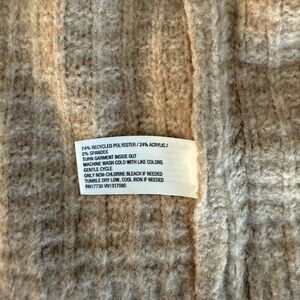 74% RECYCLED POLYESTER / 24% ACRYLIC /
2% SPANDEX
TURN GARMENT INSIDE OUT
MACHINE WASH COLD WITH LIKE COLORS
GENTLE CYCLE
ONLY NON-CHLORINE BLEACH IF NEEDED
TUMBLE DRY LOW, COOL IRON IF NEEDED
RN17730 VN1317080